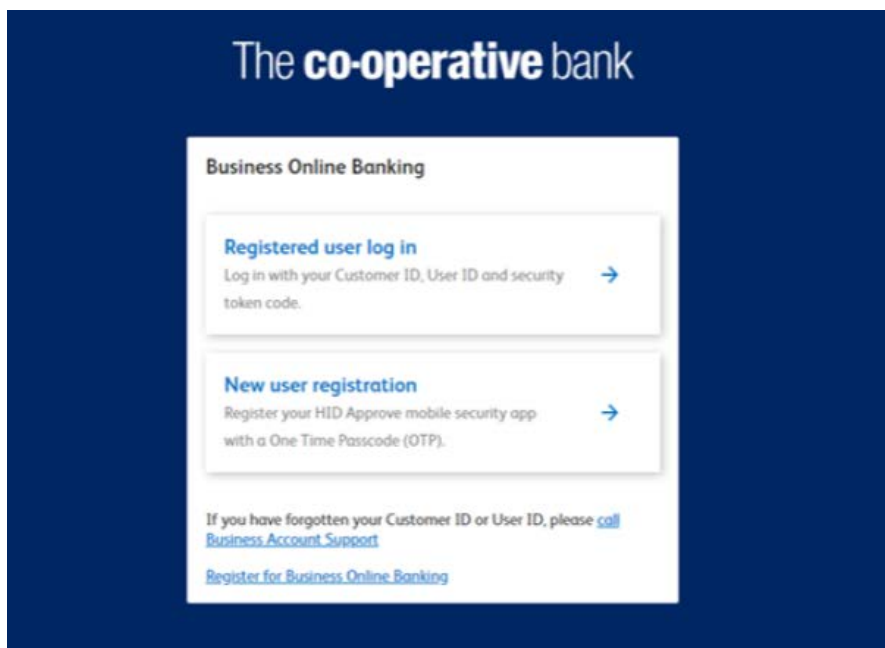 The co-operative bank
Business Online Banking
Registered user log in
Log in with your Customer ID, User ID and security
token code.
New user registration
Register your HID Approve mobile security app
with a One Time Passcode (OTP).
If you have forgotten your Customer ID or User ID, please call
Business Account Support
Register for Business Online Banking